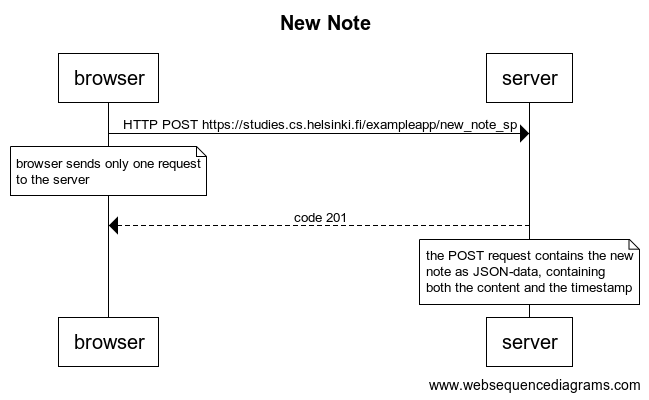 New Note
browser
server
HTTP POST https://studies.cs.helsinki.fi/exampleapp/new_note_sp
browser sends only one request
to the server
code 201
the POST request contains the new
note as JSON-data, containing
both the content and the timestamp
browser
server
www.websequencediagrams.com